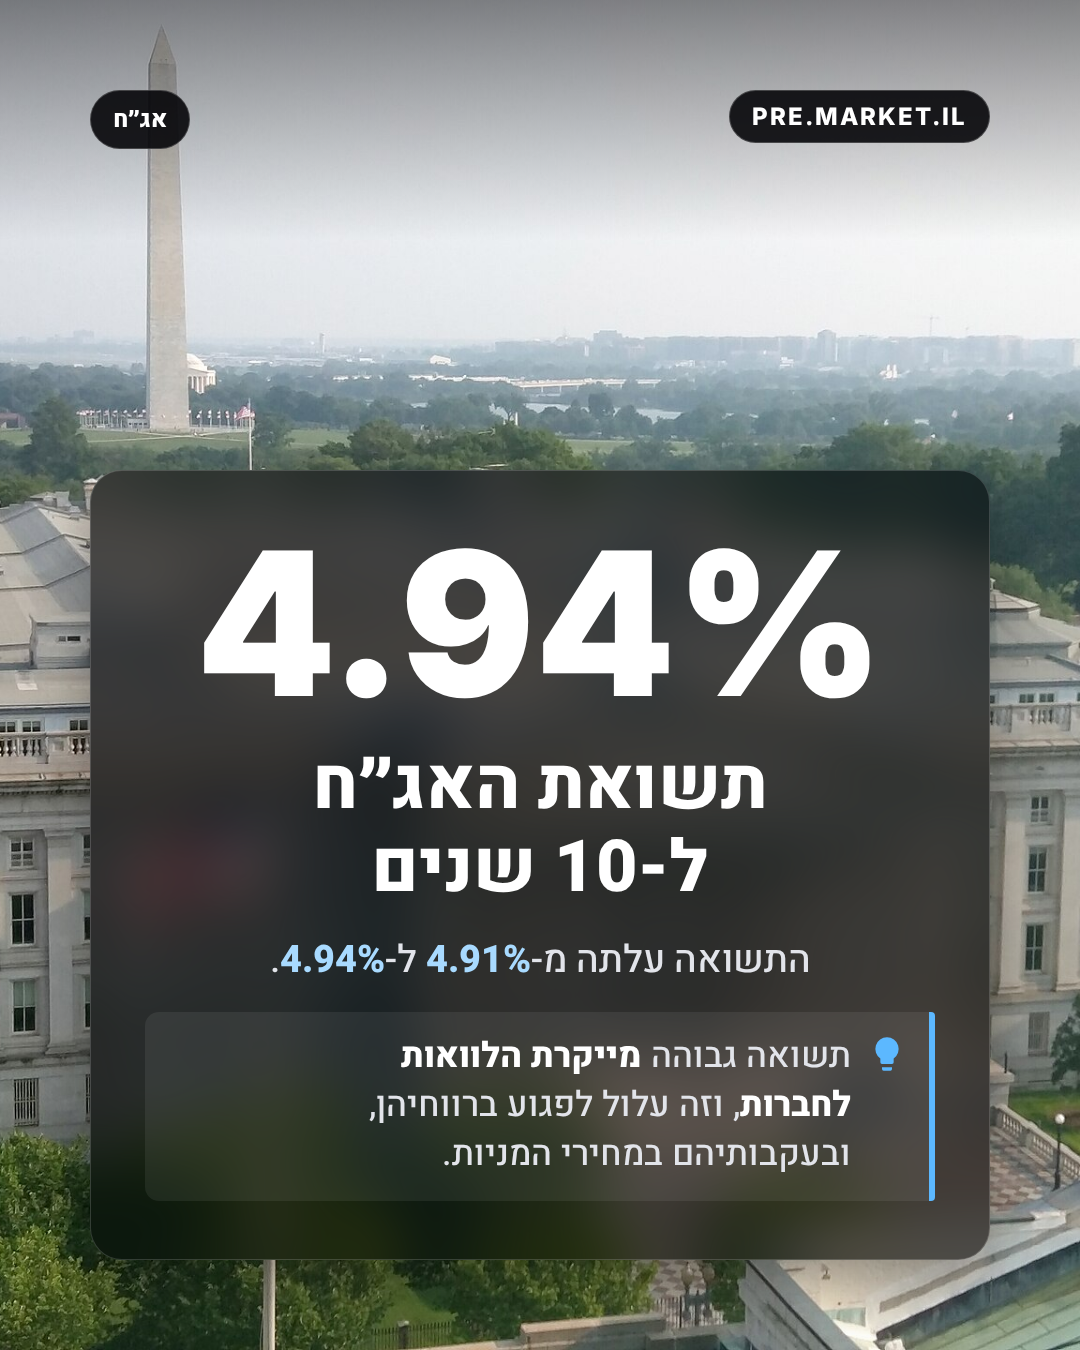 PRE.MARKET.IL
אג״ח
4.94%
תשואת האג״ח
ל-10 שנים
התשואה עלתה מ-4.91% ל-4.94%.
תשואה גבוהה מייקרת הלוואות
לחברות, וזה עלול לפגוע ברווחיהן,
ובעקבותיהם במחירי המניות.